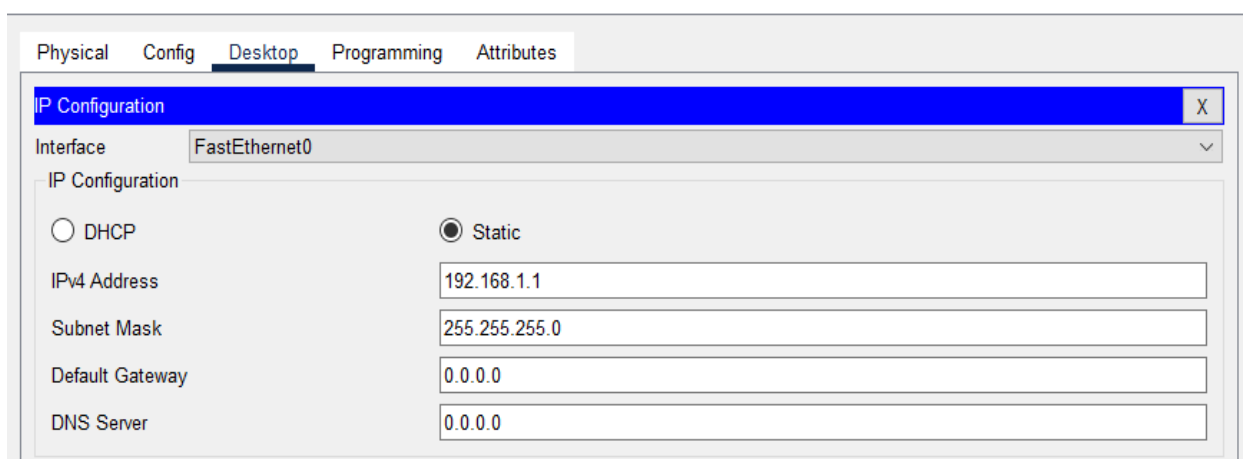 Physical Config Desktop Programming Attributes
IP Configuration X
Interface FastEthernet0
IP Configuration
DHCP Static
IPv4 Address 192.168.1.1
Subnet Mask 255.255.255.0
Default Gateway 0.0.0.0
DNS Server 0.0.0.0